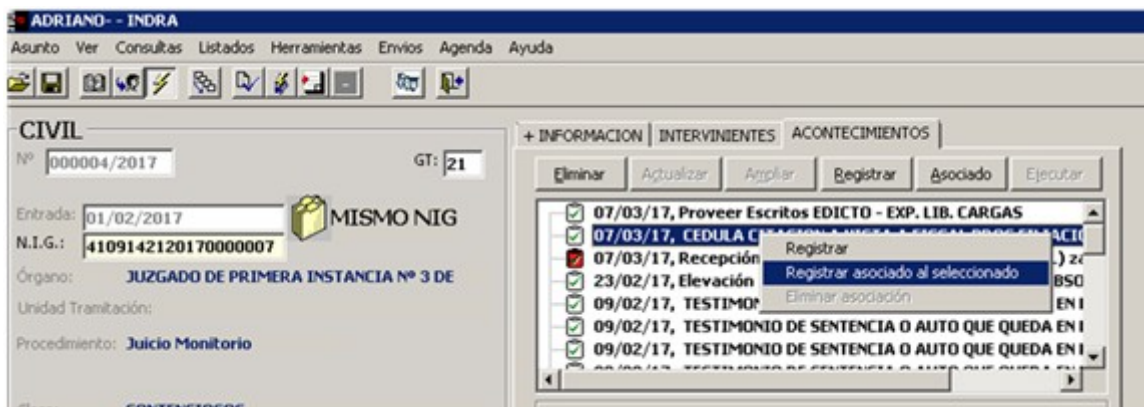 ADRIANO- - INDRA
Asunto Ver Consultas Listados Herramientas Envios Agenda Ayuda
CIVIL
Nº 000004/2017 GT: 21
Entrada: 01/02/2017 MISMO NIG
N.I.G.: 4109142120170000007
Órgano: JUZGADO DE PRIMERA INSTANCIA Nº 3 DE
Unidad Tramitación:
Procedimiento: Juicio Monitorio
+ INFORMACION INTERVINIENTES ACONTECIMIENTOS
Eliminar Actualizar Ampliar Registrar Asociado Ejecutar
07/03/17, Proveer Escritos EDICTO - EXP. LIB. CARGAS
07/03/17, CEDULA
07/03/17, Recepción
23/02/17, Elevación
09/02/17, TESTIMO
09/02/17, TESTIMONIO DE SENTENCIA O AUTO QUE QUEDA EN
09/02/17, TESTIMONIO DE SENTENCIA O AUTO QUE QUEDA EN
Registrar
Registrar asociado al seleccionado
Eliminar asociación